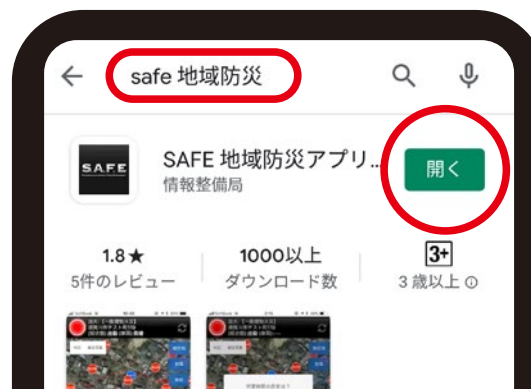 safe 地域防災
SAFE
SAFE 地域防災アプリ...
情報整備局
開く
1.8★
5件のレビュー
1000以上
ダウンロード数
3+
3 歳以上